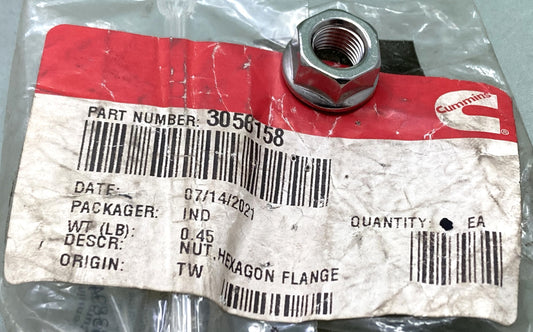 Cummins
PART NUMBER: 3056158
DATE: 07/14/2021
PACKAGER: IND
QUANTITY: EA
WT (LB): 0.45
DESCR: NUT, HEXAGON FLANGE
ORIGIN: TW